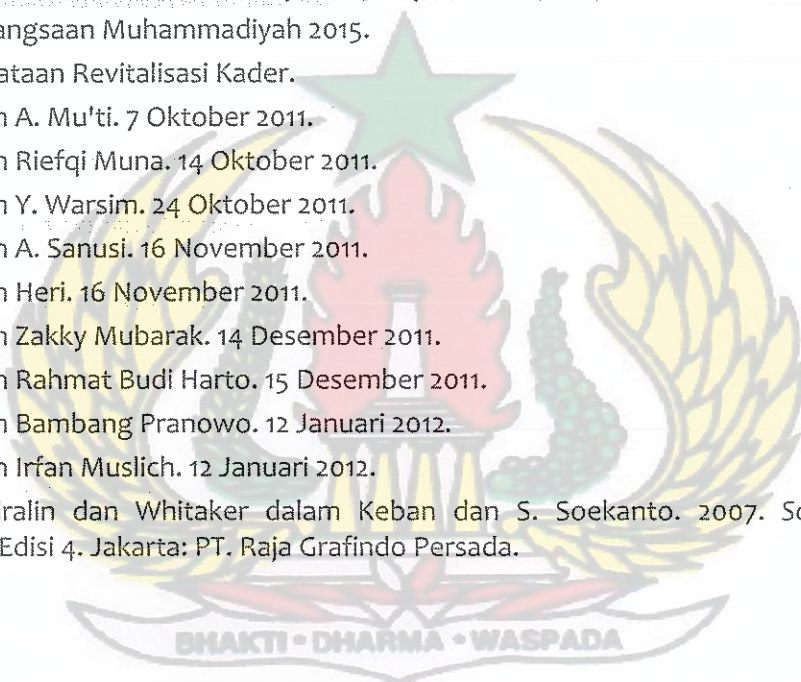 angsaan Muhammadiyah 2015.
ataan Revitalisasi Kader.
n A. Mu'ti. 7 Oktober 2011.
n Riefqi Muna. 14 Oktober 2011.
n Y. Warsim. 24 Oktober 2011.
n A. Sanusi. 16 November 2011.
n Heri. 16 November 2011.
n Zakky Mubarak. 14 Desember 2011.
n Rahmat Budi Harto. 15 Desember 2011.
n Bambang Pranowo. 12 Januari 2012.
n Irfan Muslich. 12 Januari 2012.
iralin dan Whitaker dalam Keban dan S. Soekanto. 2007. So
Edisi 4. Jakarta: PT. Raja Grafindo Persada.
BHAKTI • DHARMA • WASPADA